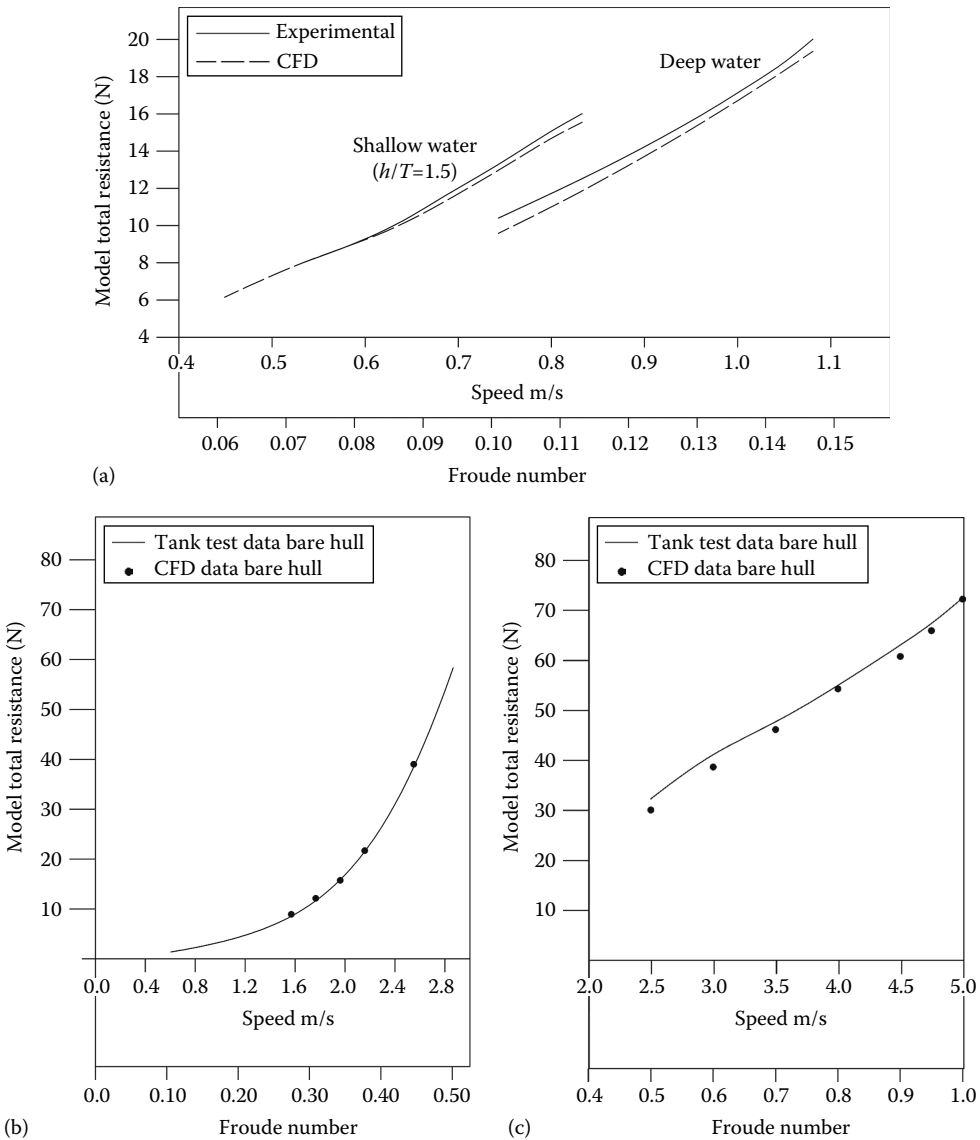 Experimental
CFD
Deep water
Shallow water
(h/T=1.5)
Model total resistance (N)
20
18
16
14
12
10
8
6
4
0.4 0.5 0.6 0.7 0.8 0.9 1.0 1.1
Speed m/s
0.06 0.07 0.08 0.09 0.10 0.11 0.12 0.13 0.14 0.15
Froude number
(a)
Tank test data bare hull
CFD data bare hull
Model total resistance (N)
80
70
60
50
40
30
20
10
0.0 0.4 0.8 1.2 1.6 2.0 2.4 2.8
Speed m/s
0.0 0.10 0.20 0.30 0.40 0.50
Froude number
(b)
Tank test data bare hull
CFD data bare hull
Model total resistance (N)
80
70
60
50
40
30
20
10
2.0 2.5 3.0 3.5 4.0 4.5 5.0
Speed m/s
0.4 0.5 0.6 0.7 0.8 0.9 1.0
Froude number
(c)